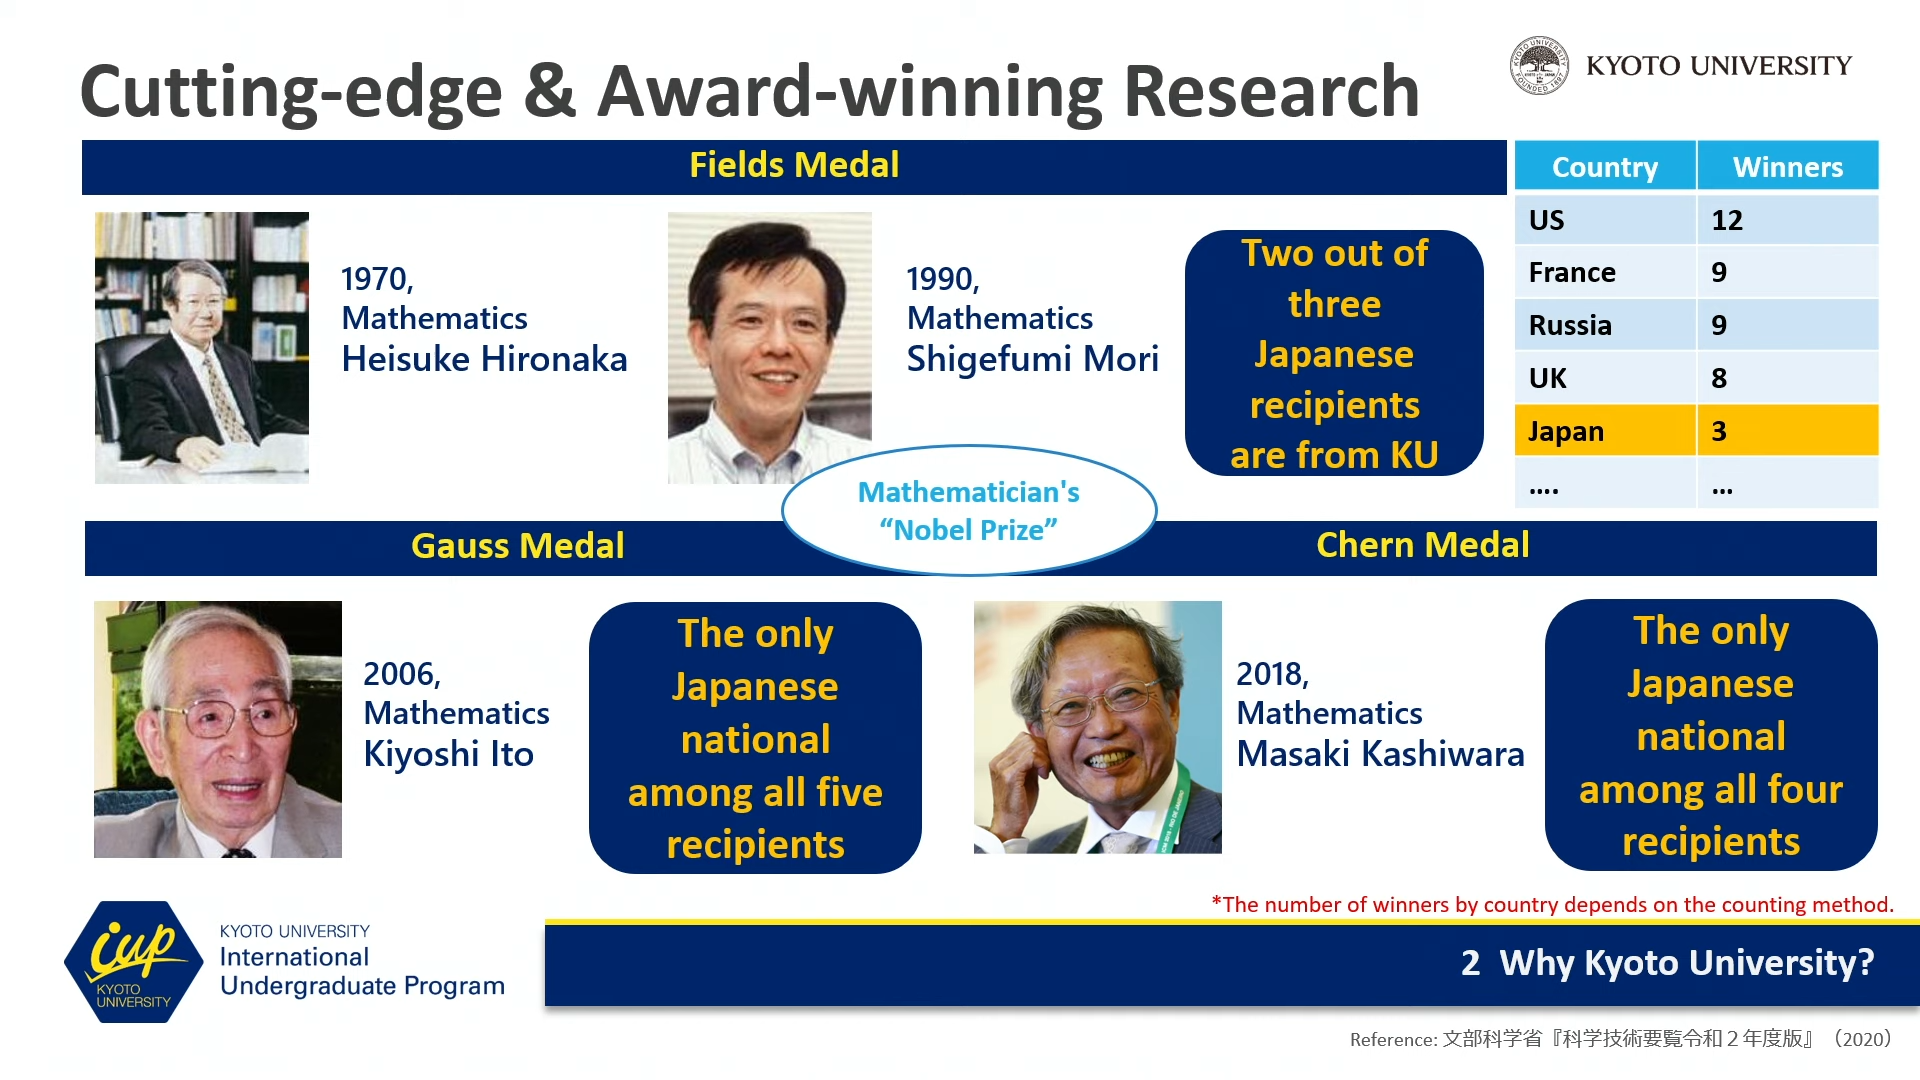 Cutting-edge & Award-winning Research
KYOTO UNIVERSITY
Fields Medal
1970,
Mathematics
Heisuke Hironaka
1990,
Mathematics
Shigefumi Mori
Two out of
three
Japanese
recipients
are from KU
Country Winners
US 12
France 9
Russia 9
UK 8
Japan 3
.... ...
Mathematician's
“Nobel Prize”
Gauss Medal
Chern Medal
2006,
Mathematics
Kiyoshi Ito
The only
Japanese
national
among all five
recipients
2018,
Mathematics
Masaki Kashiwara
The only
Japanese
national
among all four
recipients
*The number of winners by country depends on the counting method.
iup
KYOTO
UNIVERSITY
KYOTO UNIVERSITY
International
Undergraduate Program
2 Why Kyoto University?
Reference: 文部科学省『科学技術要覧令和２年度版』（2020）